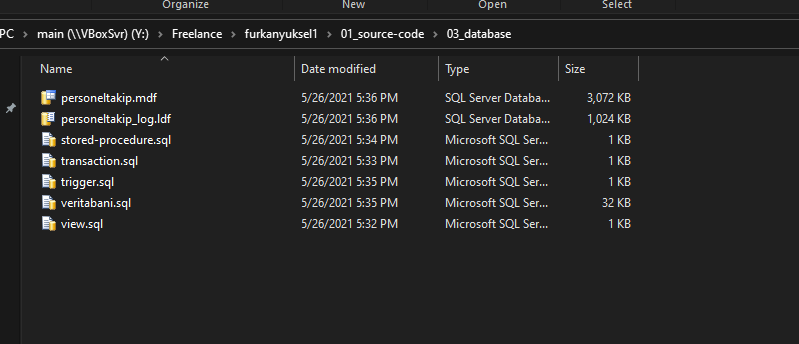 Organize New Open Select
PC main (\\VBoxSvr) (Y:) Freelance furkanyuksel1 01_source-code 03_database
Name Date modified Type Size
personeltakip.mdf 5/26/2021 5:36 PM SQL Server Databa... 3,072 KB
personeltakip_log.ldf 5/26/2021 5:36 PM SQL Server Databa... 1,024 KB
stored-procedure.sql 5/26/2021 5:34 PM Microsoft SQL Ser... 1 KB
transaction.sql 5/26/2021 5:33 PM Microsoft SQL Ser... 1 KB
trigger.sql 5/26/2021 5:35 PM Microsoft SQL Ser... 1 KB
veritabani.sql 5/26/2021 5:35 PM Microsoft SQL Ser... 32 KB
view.sql 5/26/2021 5:32 PM Microsoft SQL Ser... 1 KB